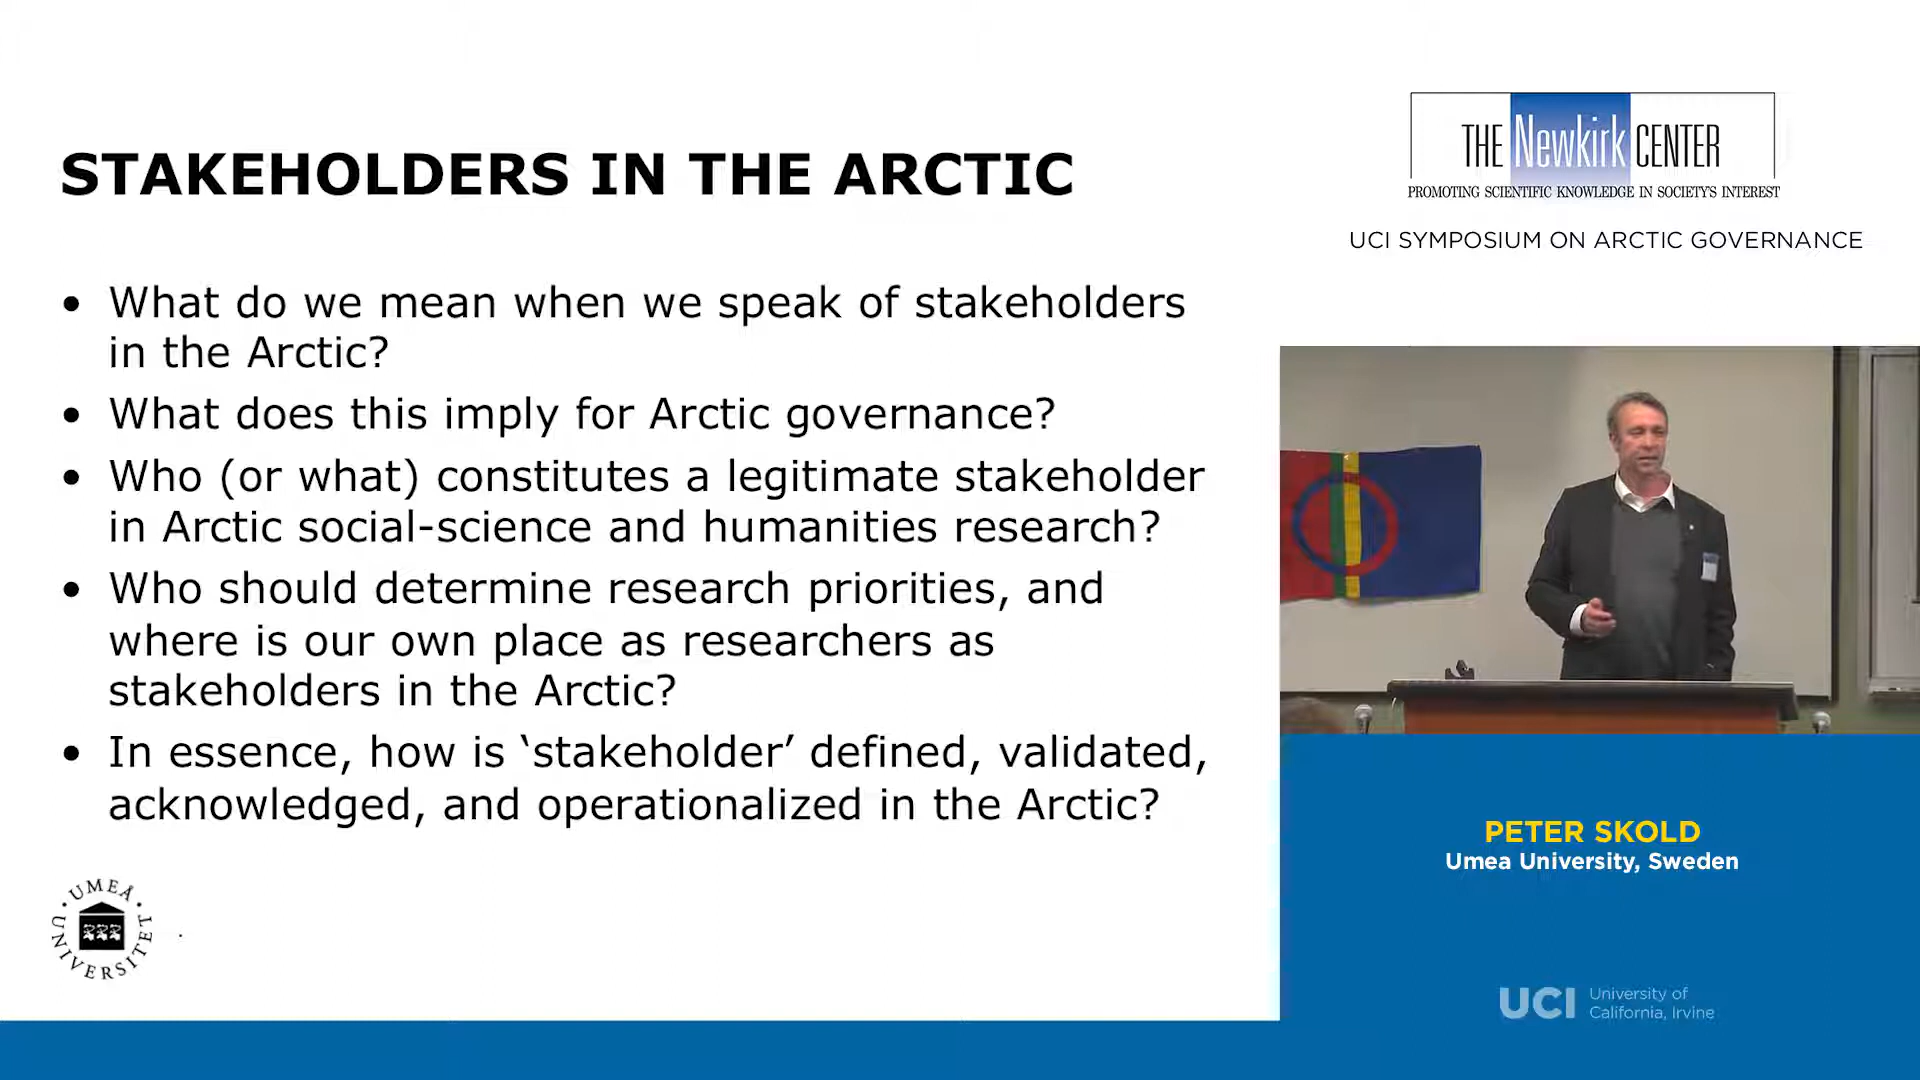 STAKEHOLDERS IN THE ARCTIC
• What do we mean when we speak of stakeholders
in the Arctic?
• What does this imply for Arctic governance?
• Who (or what) constitutes a legitimate stakeholder
in Arctic social-science and humanities research?
• Who should determine research priorities, and
where is our own place as researchers as
stakeholders in the Arctic?
• In essence, how is ‘stakeholder’ defined, validated,
acknowledged, and operationalized in the Arctic?
• UMEÅ •
UNIVERSITET
THE Newkirk CENTER
PROMOTING SCIENTIFIC KNOWLEDGE IN SOCIETY'S INTEREST
UCI SYMPOSIUM ON ARCTIC GOVERNANCE
PETER SKOLD
Umea University, Sweden
UCI University of
California, Irvine